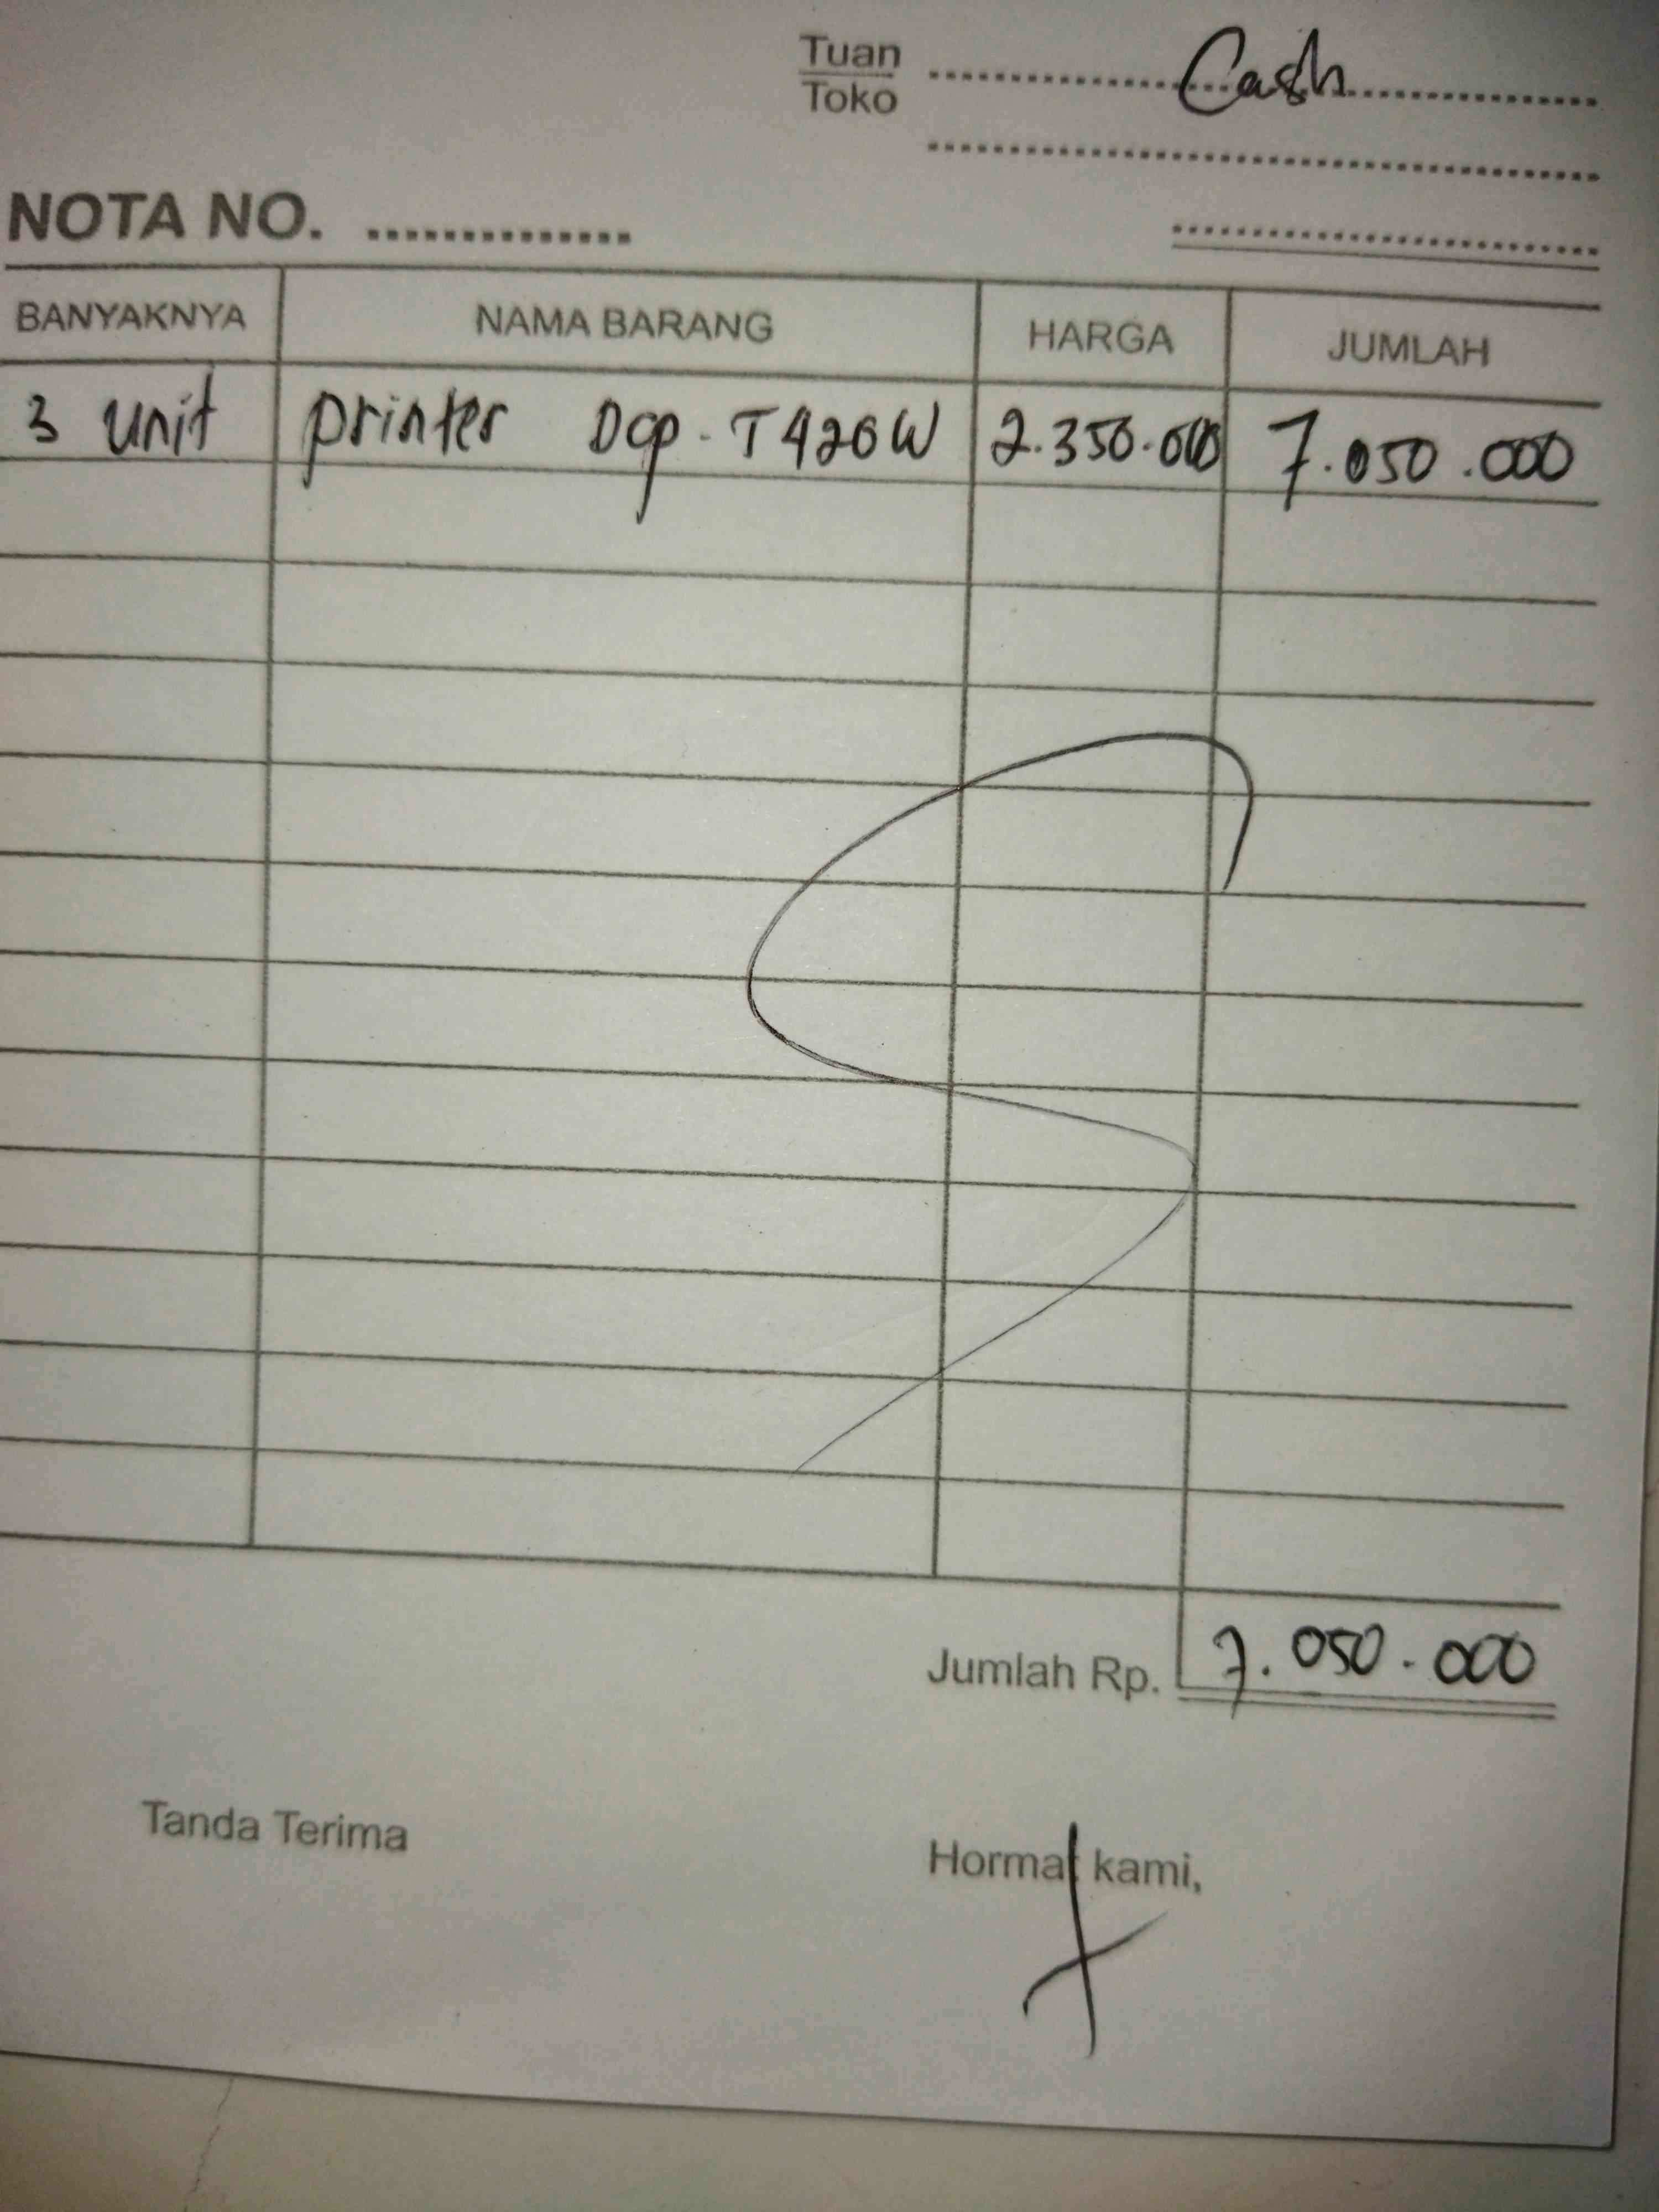 Tuan
Toko
Cash
NOTA NO. ..............
BANYAKNYA NAMA BARANG HARGA JUMLAH
3 unit printer Dcp - T426W 2.350.000 7.050.000
Jumlah Rp. 7.050.000
Tanda Terima Hormat kami,